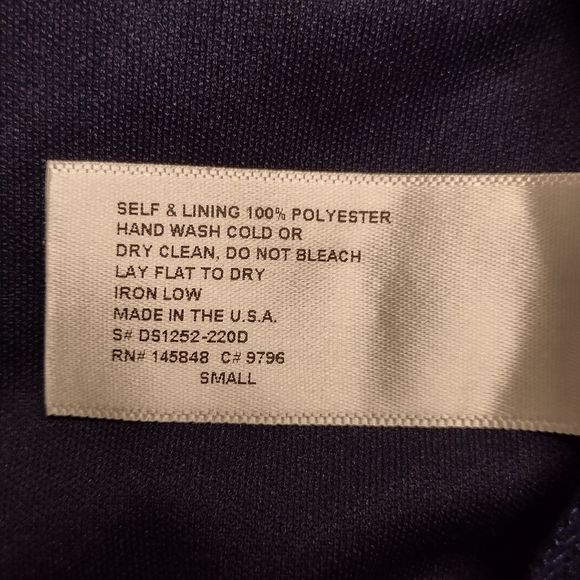 SELF & LINING 100% POLYESTER
HAND WASH COLD OR
DRY CLEAN, DO NOT BLEACH
LAY FLAT TO DRY
IRON LOW
MADE IN THE U.S.A.
S# DS1252-220D
RN# 145848 C# 9796
SMALL